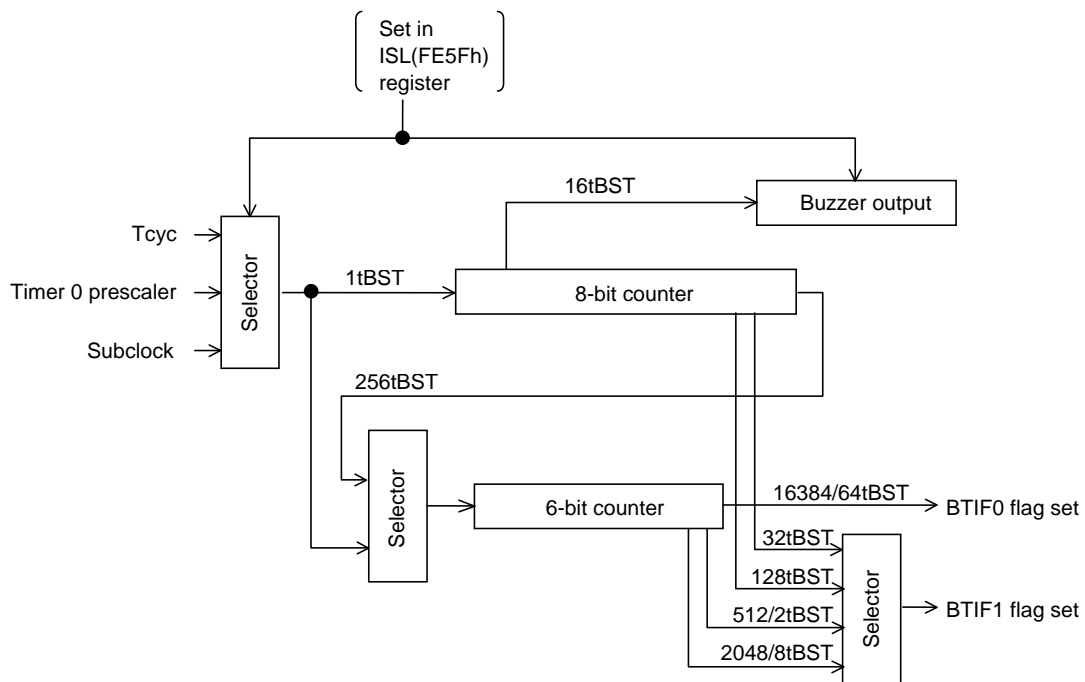 Set in
ISL(FE5Fh)
register
16tBST
Buzzer output
Tcyc
Timer 0 prescaler
Subclock
Selector
1tBST
8-bit counter
256tBST
Selector
6-bit counter
16384/64tBST
BTIF0 flag set
32tBST
128tBST
512/2tBST
2048/8tBST
Selector
BTIF1 flag set